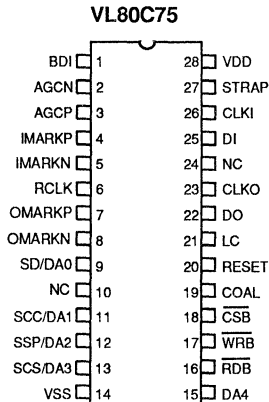 VL80C75
BDI 1 28 VDD
AGCN 2 27 STRAP
AGCP 3 26 CLKI
IMARKP 4 25 DI
IMARKN 5 24 NC
RCLK 6 23 CLKO
OMARKP 7 22 DO
OMARKN 8 21 LC
SD/DA0 9 20 RESET
NC 10 19 COAL
SCC/DA1 11 18 CSB
SSP/DA2 12 17 WRB
SCS/DA3 13 16 RDB
VSS 14 15 DA4